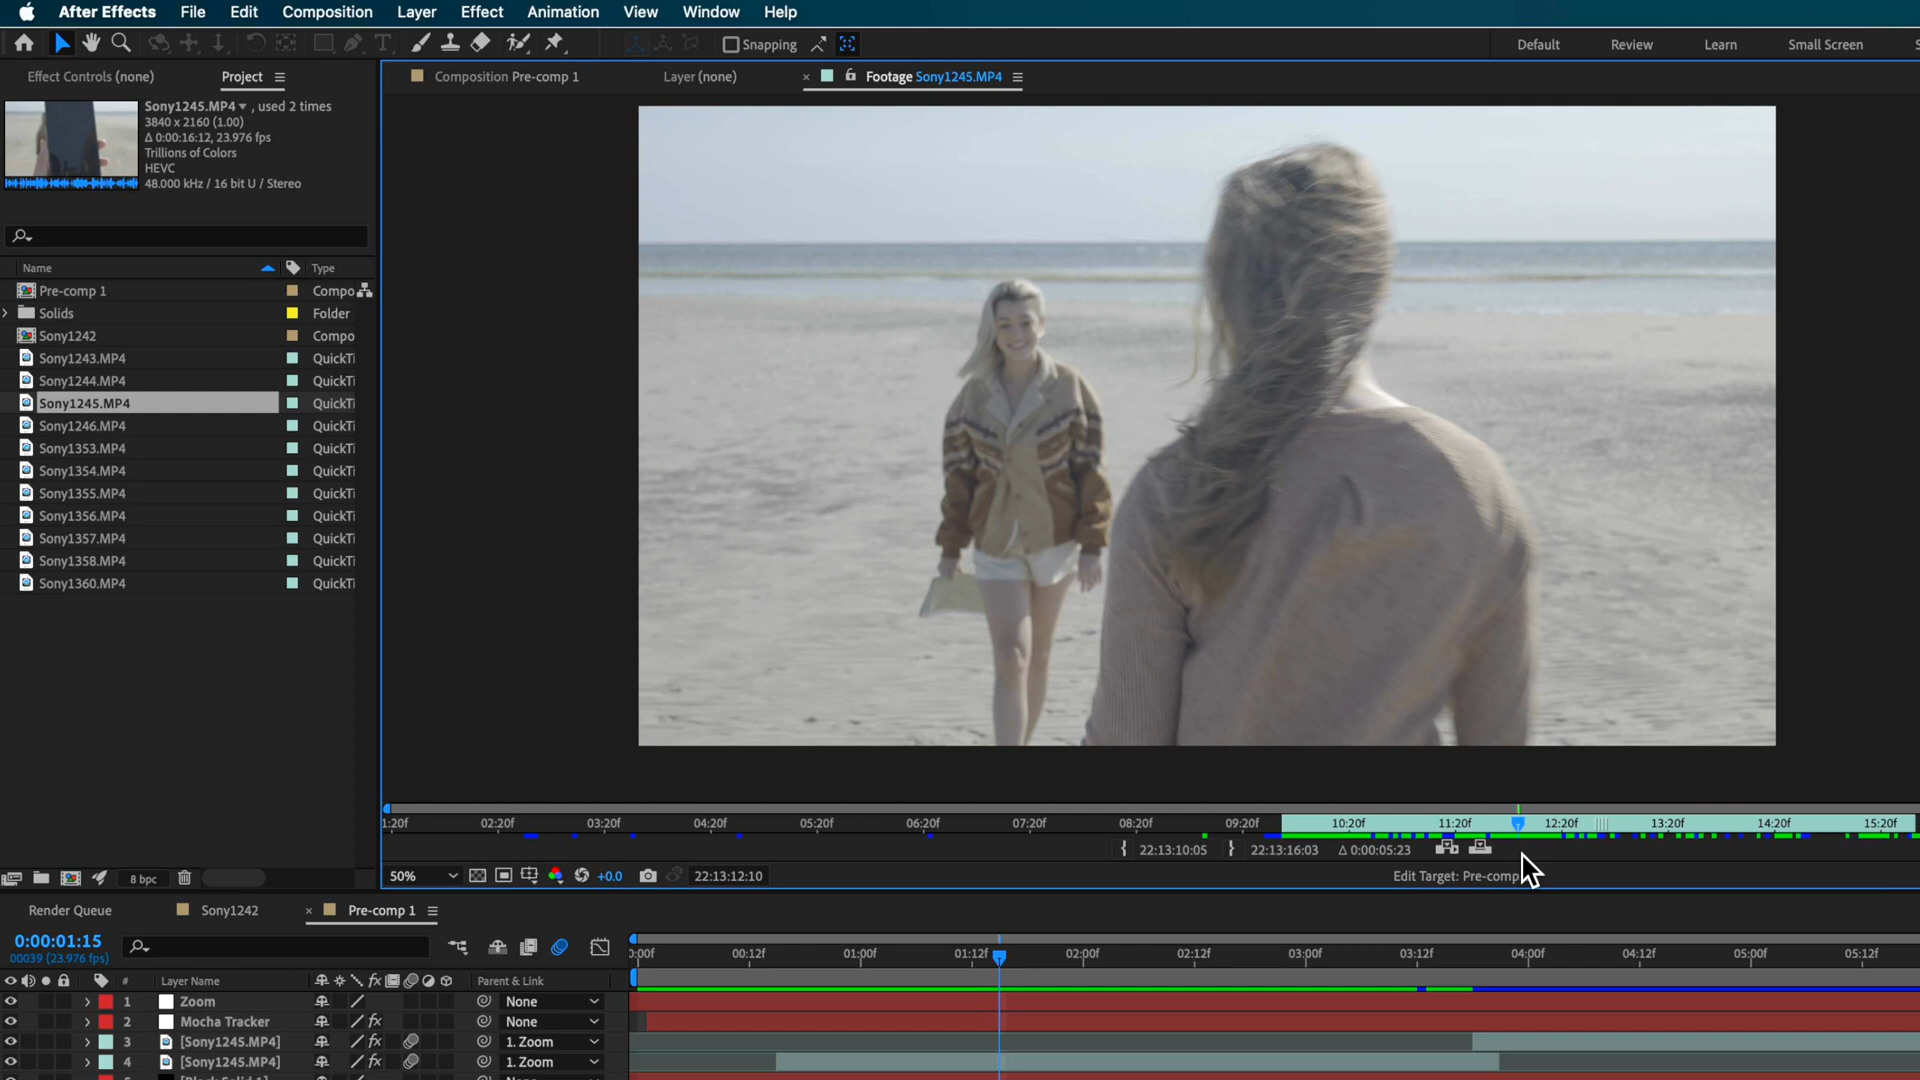 After Effects File Edit Composition Layer Effect Animation View Window Help
Snapping Default Review Learn Small Screen
Effect Controls (none) Project Composition Pre-comp 1 Layer (none) × Footage Sony1245.MP4
Sony1245.MP4 , used 2 times
3840 x 2160 (1.00)
Δ 0:00:16:12, 23.976 fps
Trillions of Colors
HEVC
48.000 kHz / 16 bit U / Stereo
Name Type
Pre-comp 1 Compo
Solids Folder
Sony1242 Compo
Sony1243.MP4 QuickTi
Sony1244.MP4 QuickTi
Sony1245.MP4 QuickTi
Sony1246.MP4 QuickTi
Sony1353.MP4 QuickTi
Sony1354.MP4 QuickTi
Sony1355.MP4 QuickTi
Sony1356.MP4 QuickTi
Sony1357.MP4 QuickTi
Sony1358.MP4 QuickTi
Sony1360.MP4 QuickTi
1:20f 02:20f 03:20f 04:20f 05:20f 06:20f 07:20f 08:20f 09:20f 10:20f 11:20f 12:20f 13:20f 14:20f 15:20f
{ 22:13:10:05 } 22:13:16:03 Δ 0:00:05:23
8 bpc 50% +0.0 22:13:12:10 Edit Target: Pre-comp
Render Queue Sony1242 × Pre-comp 1
0:00:01:15
00039 (23.976 fps)
0:00f 00:12f 01:00f 01:12f 02:00f 02:12f 03:00f 03:12f 04:00f 04:12f 05:00f 05:12f
# Layer Name fx Parent & Link
1 Zoom None
2 Mocha Tracker fx None
3 [Sony1245.MP4] fx 1. Zoom
4 [Sony1245.MP4] fx 1. Zoom